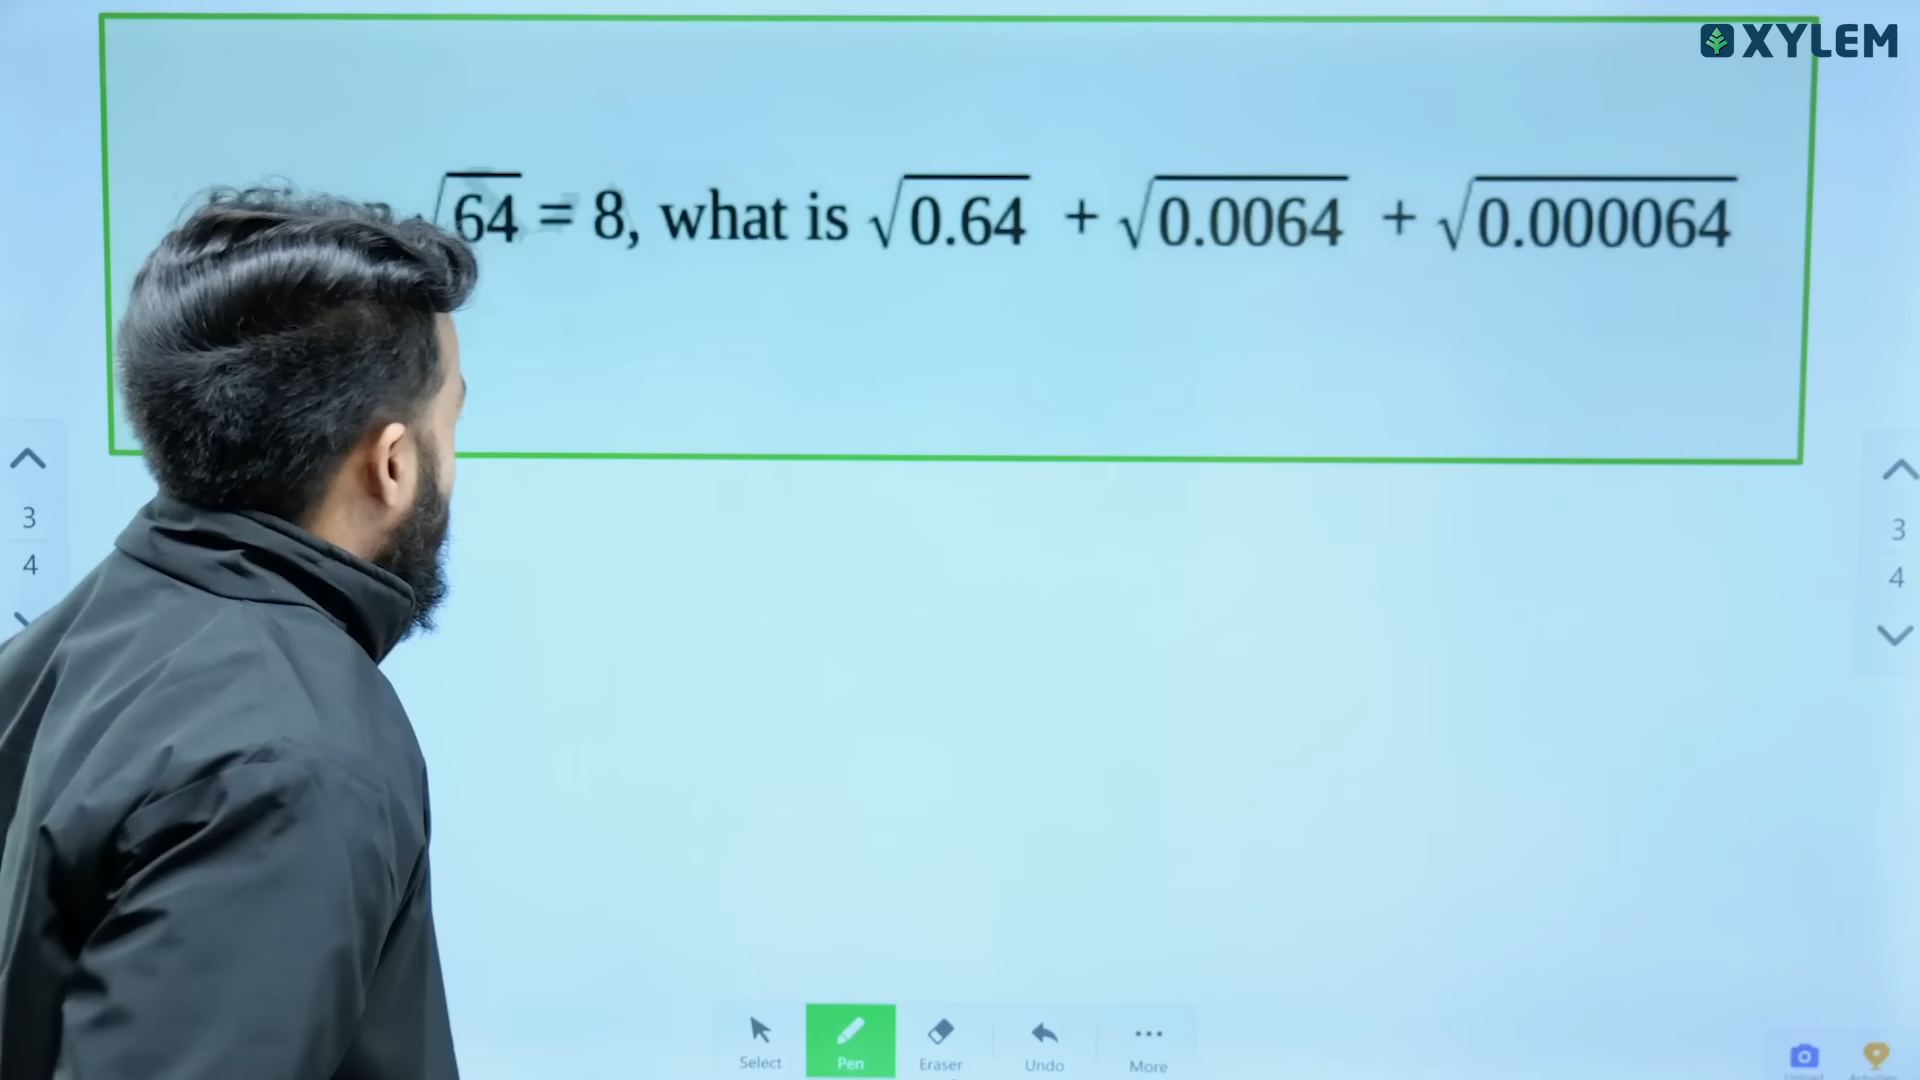 XYLEM
√64 = 8, what is √0.64 + √0.0064 + √0.000064
3
4
3
4
Select
Pen
Eraser
Undo
More